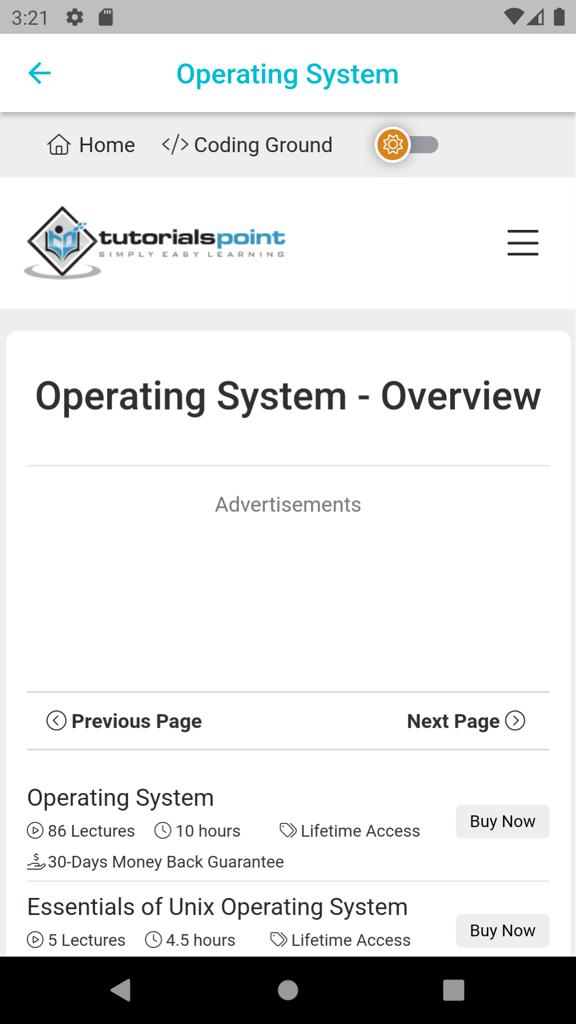 3:21
Operating System
Home </> Coding Ground
tutorialspoint
SIMPLY EASY LEARNING
Operating System - Overview
Advertisements
Previous Page Next Page
Operating System
86 Lectures 10 hours Lifetime Access
30-Days Money Back Guarantee
Buy Now
Essentials of Unix Operating System
5 Lectures 4.5 hours Lifetime Access
Buy Now